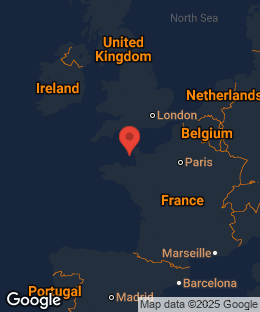 North Sea
United
Kingdom
Ireland
Netherlands
London
Belgium
Paris
France
Marseille
Barcelona
Portugal
Madrid
Google
Map data ©2025 Google